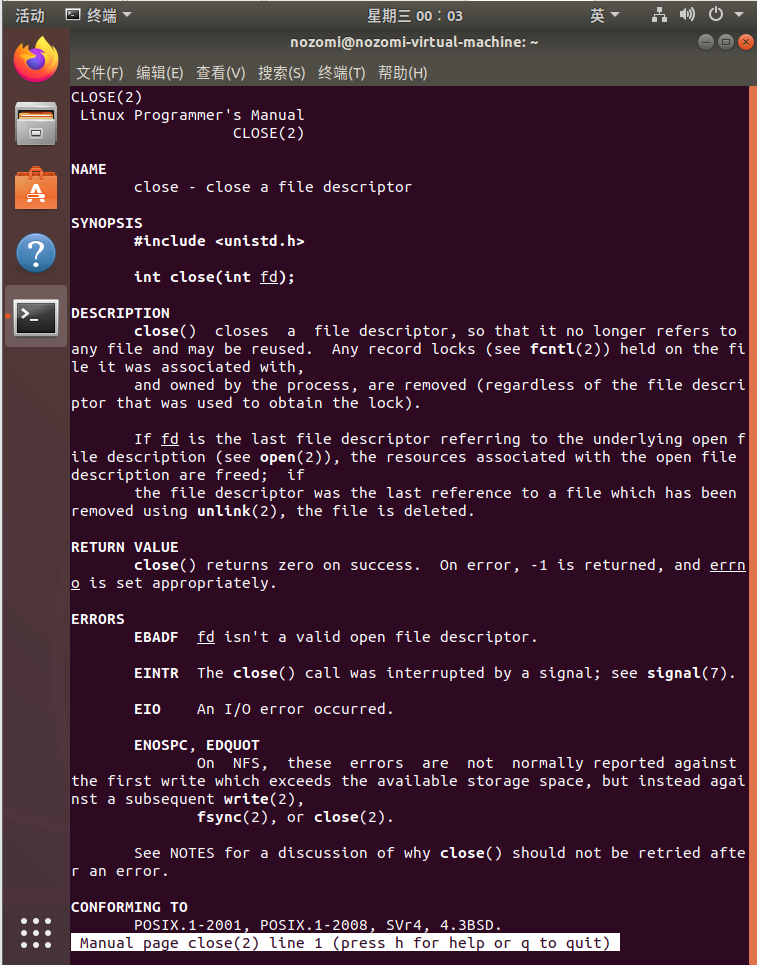 活动 终端 星期三 00：03 英
nozomi@nozomi-virtual-machine: ~
文件(F) 编辑(E) 查看(V) 搜索(S) 终端(T) 帮助(H)
CLOSE(2)
Linux Programmer's Manual
CLOSE(2)
NAME
close - close a file descriptor
SYNOPSIS
#include <unistd.h>
int close(int fd);
DESCRIPTION
close()  closes  a  file descriptor, so that it no longer refers to
any file and may be reused.  Any record locks (see fcntl(2)) held on the fi
le it was associated with,
and owned by the process, are removed (regardless of the file descri
ptor that was used to obtain the lock).
If fd is the last file descriptor referring to the underlying open f
ile description (see open(2)), the resources associated with the open file
description are freed;  if
the file descriptor was the last reference to a file which has been
removed using unlink(2), the file is deleted.
RETURN VALUE
close() returns zero on success.  On error, -1 is returned, and errn
o is set appropriately.
ERRORS
EBADF  fd isn't a valid open file descriptor.
EINTR  The close() call was interrupted by a signal; see signal(7).
EIO    An I/O error occurred.
ENOSPC, EDQUOT
On  NFS,  these  errors  are  not  normally reported against
the first write which exceeds the available storage space, but instead agai
nst a subsequent write(2),
fsync(2), or close(2).
See NOTES for a discussion of why close() should not be retried afte
r an error.
CONFORMING TO
POSIX.1-2001, POSIX.1-2008, SVr4, 4.3BSD.
Manual page close(2) line 1 (press h for help or q to quit)